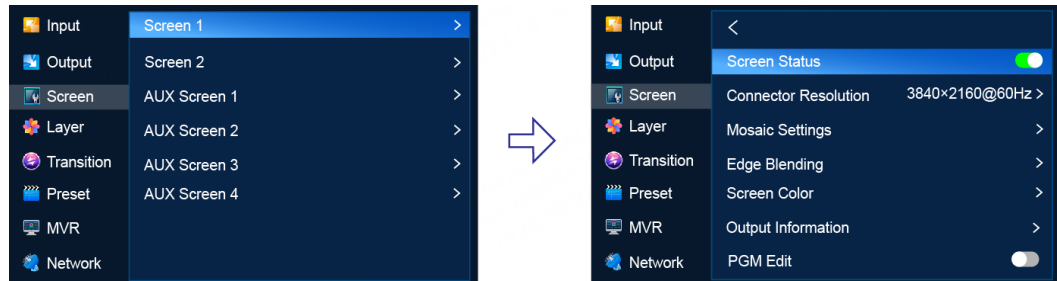 Input
Output
Screen
Layer
Transition
Preset
MVR
Network
Screen 1 >
Screen 2 >
AUX Screen 1 >
AUX Screen 2 >
AUX Screen 3 >
AUX Screen 4 >
Input
Output
Screen
Layer
Transition
Preset
MVR
Network
<
Screen Status
Connector Resolution 3840×2160@60Hz >
Mosaic Settings >
Edge Blending >
Screen Color >
Output Information >
PGM Edit